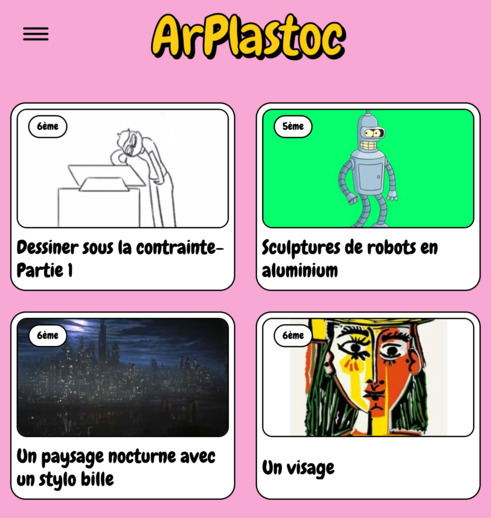 ArPlastoc
6ème
Dessiner sous la contrainte-
Partie 1
5ème
Sculptures de robots en
aluminium
6ème
Un paysage nocturne avec
un stylo bille
6ème
Un visage